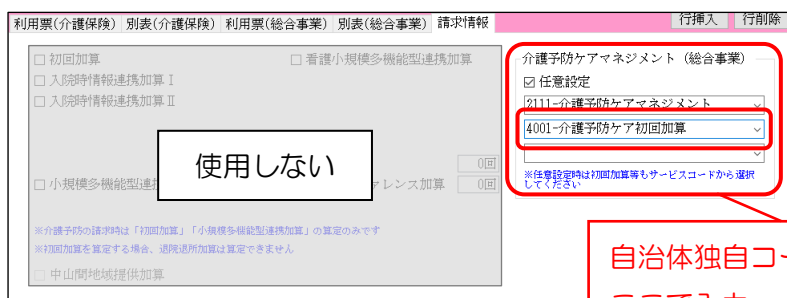 利用票(介護保険) 別表(介護保険) 利用票(総合事業) 別表(総合事業) 請求情報 行挿入 行削除
□ 初回加算 □ 看護小規模多機能型連携加算
□ 入院時情報連携加算Ⅰ
□ 入院時情報連携加算Ⅱ
使用しない
0回
□ 小規模多機能型連携 ァレンス加算 0回
※介護予防の請求時は「初回加算」「小規模多機能型連携加算」の算定のみです
※初回加算を算定する場合、退院退所加算は算定できません
□ 中山間地域提供加算
介護予防ケアマネジメント (総合事業)
☑ 任意設定
2111-介護予防ケアマネジメント
4001-介護予防ケア初回加算
※任意設定時は初回加算等もサービスコードから選択
してください
自治体独自コー